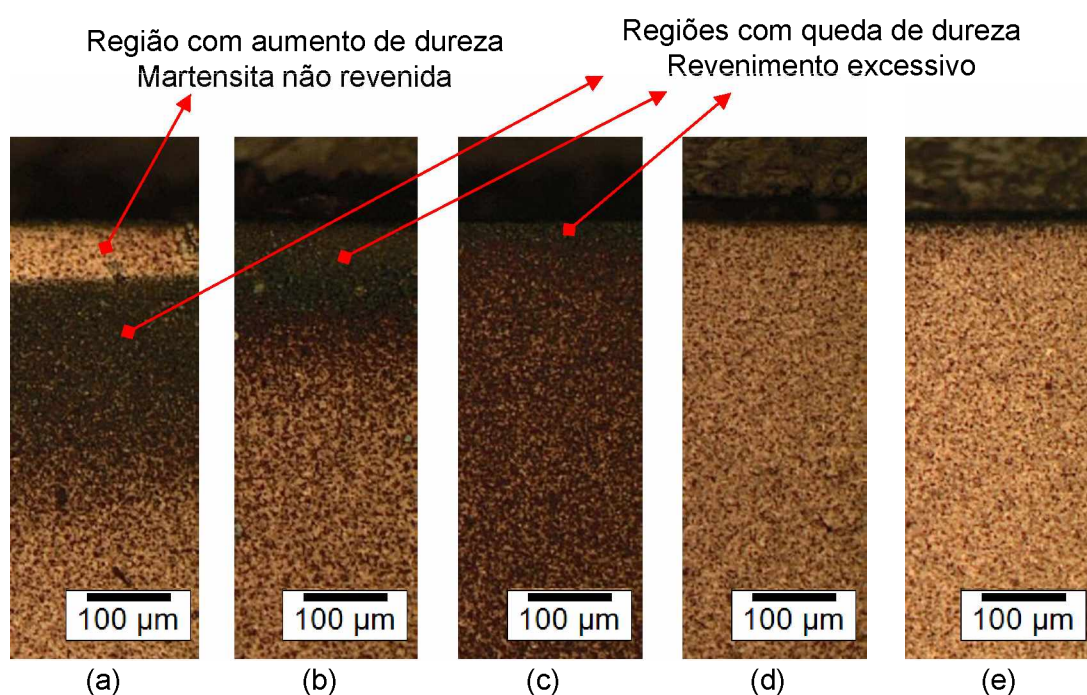 Região com aumento de dureza
Martensita não revenida
Regiões com queda de dureza
Revenimento excessivo
100 µm
100 µm
100 µm
100 µm
100 µm
(a)
(b)
(c)
(d)
(e)